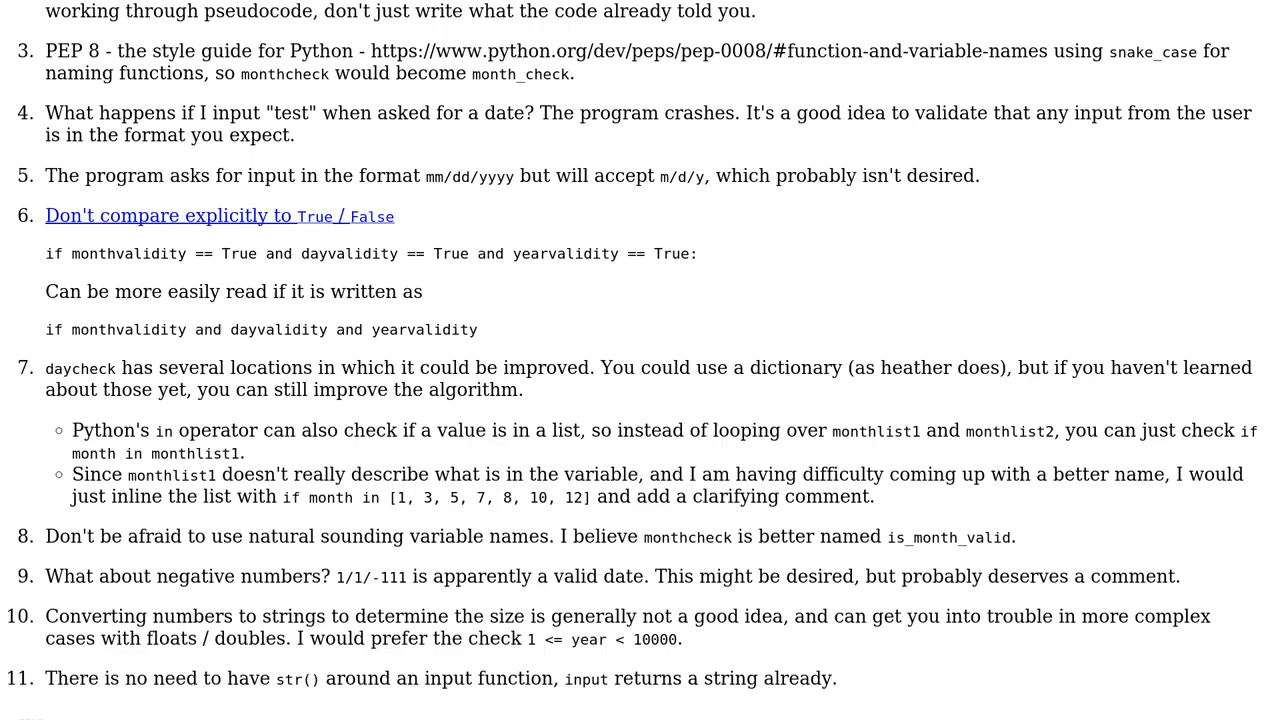 working through pseudocode, don't just write what the code already told you.
3. PEP 8 - the style guide for Python - https://www.python.org/dev/peps/pep-0008/#function-and-variable-names using snake_case for
naming functions, so monthcheck would become month_check.
4. What happens if I input "test" when asked for a date? The program crashes. It's a good idea to validate that any input from the user
is in the format you expect.
5. The program asks for input in the format mm/dd/yyyy but will accept m/d/y, which probably isn't desired.
6. Don't compare explicitly to True / False
if monthvalidity == True and dayvalidity == True and yearvalidity == True:
Can be more easily read if it is written as
if monthvalidity and dayvalidity and yearvalidity
7. daycheck has several locations in which it could be improved. You could use a dictionary (as heather does), but if you haven't learned
about those yet, you can still improve the algorithm.
◦ Python's in operator can also check if a value is in a list, so instead of looping over monthlist1 and monthlist2, you can just check if
month in monthlist1.
◦ Since monthlist1 doesn't really describe what is in the variable, and I am having difficulty coming up with a better name, I would
just inline the list with if month in [1, 3, 5, 7, 8, 10, 12] and add a clarifying comment.
8. Don't be afraid to use natural sounding variable names. I believe monthcheck is better named is_month_valid.
9. What about negative numbers? 1/1/-111 is apparently a valid date. This might be desired, but probably deserves a comment.
10. Converting numbers to strings to determine the size is generally not a good idea, and can get you into trouble in more complex
cases with floats / doubles. I would prefer the check 1 <= year < 10000.
11. There is no need to have str() around an input function, input returns a string already.